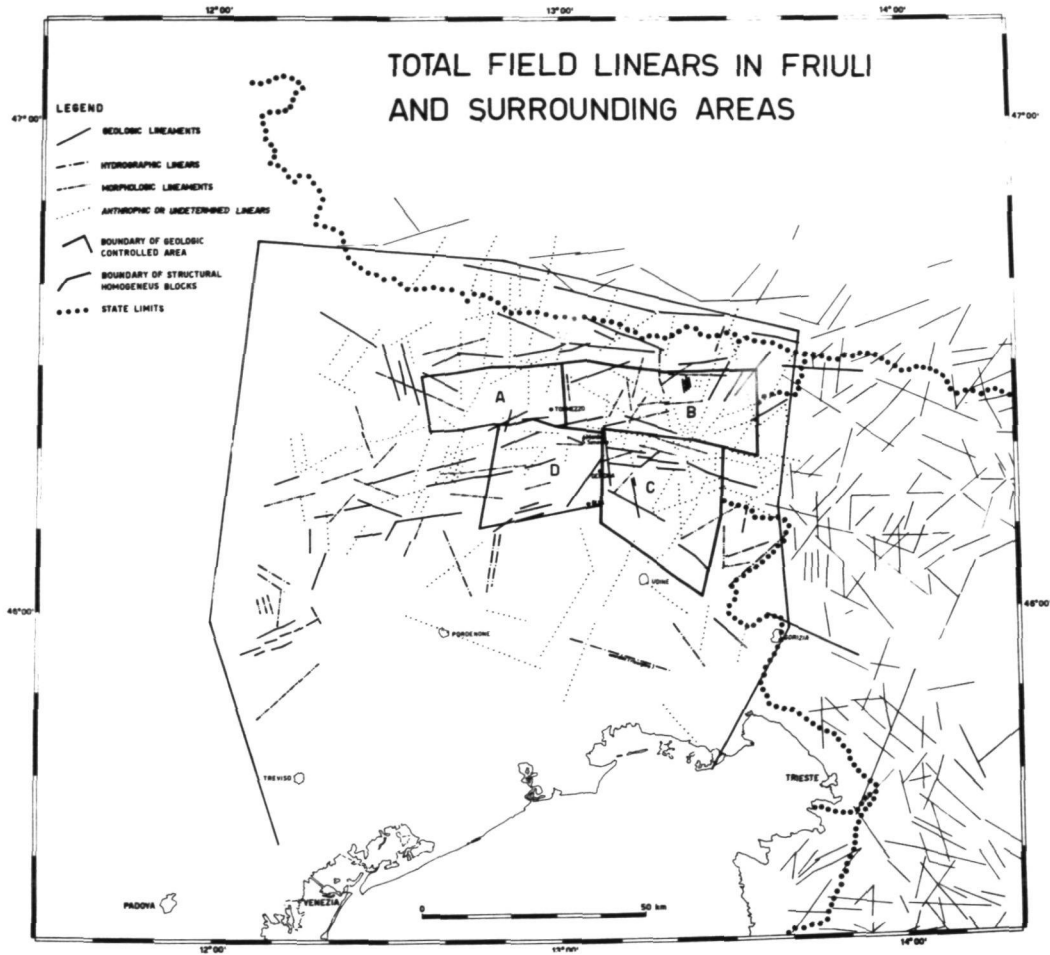 12°00'
13°00'
14°00'
TOTAL FIELD LINEARS IN FRIULI
AND SURROUNDING AREAS
47°00'
47°00'
LEGEND
GEOLOGIC LINEAMENTS
HYDROGRAPHIC LINEARS
MORPHOLOGIC LINEAMENTS
ANTHROPHIC OR UNDETERMINED LINEARS
BOUNDARY OF GEOLOGIC
CONTROLLED AREA
BOUNDARY OF STRUCTURAL
HOMOGENEUS BLOCKS
STATE LIMITS
A
TOLMEZZO
B
D
C
UDINE
46°00'
46°00'
PORDENONE
GORIZIA
TREVISO
TRIESTE
PADOVA
VENEZIA
0
50 km
12°00'
13°00'
14°00'